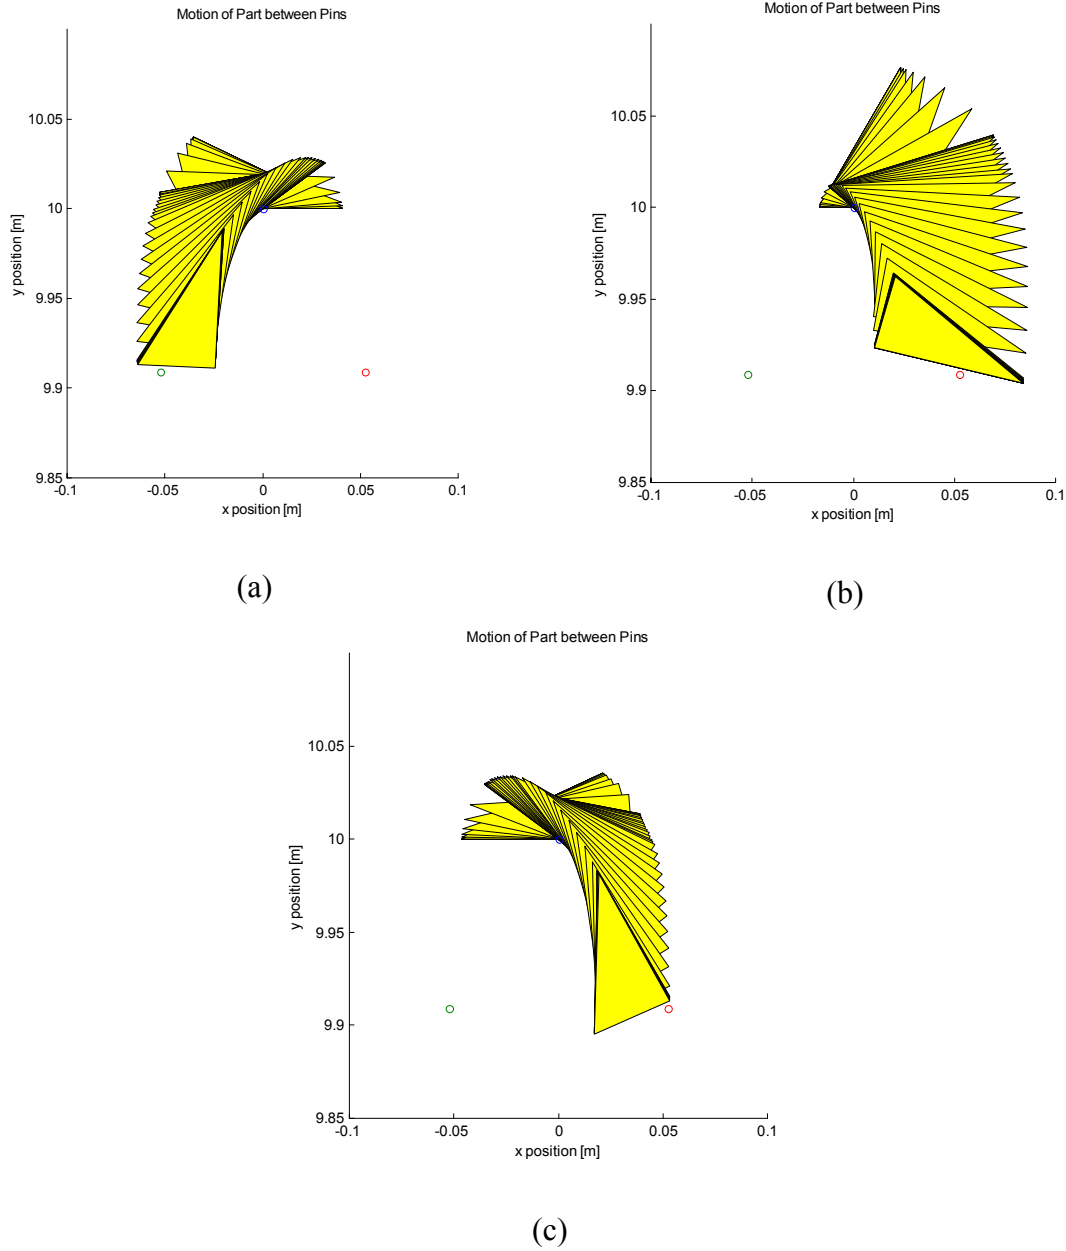 Motion of Part between Pins
10.05
10
9.95
9.9
9.85
y position [m]
-0.1
-0.05
0
0.05
0.1
x position [m]
(a)
Motion of Part between Pins
10.05
10
9.95
9.9
9.85
y position [m]
-0.1
-0.05
0
0.05
0.1
x position [m]
(b)
Motion of Part between Pins
10.05
10
9.95
9.9
9.85
y position [m]
-0.1
-0.05
0
0.05
0.1
x position [m]
(c)